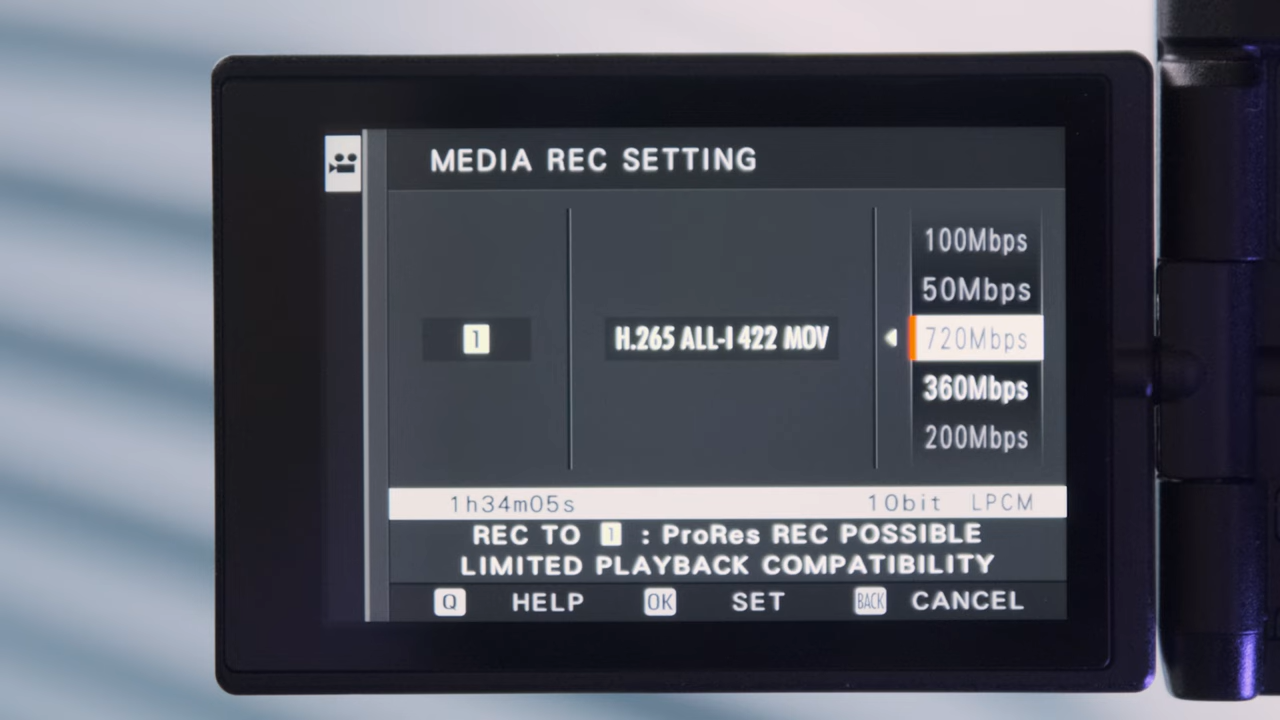 MEDIA REC SETTING
100Mbps
50Mbps
1 H.265 ALL-I 422 MOV 720Mbps
360Mbps
200Mbps
1h34m05s 10bit LPCM
REC TO 1 : ProRes REC POSSIBLE
LIMITED PLAYBACK COMPATIBILITY
Q HELP OK SET BACK CANCEL